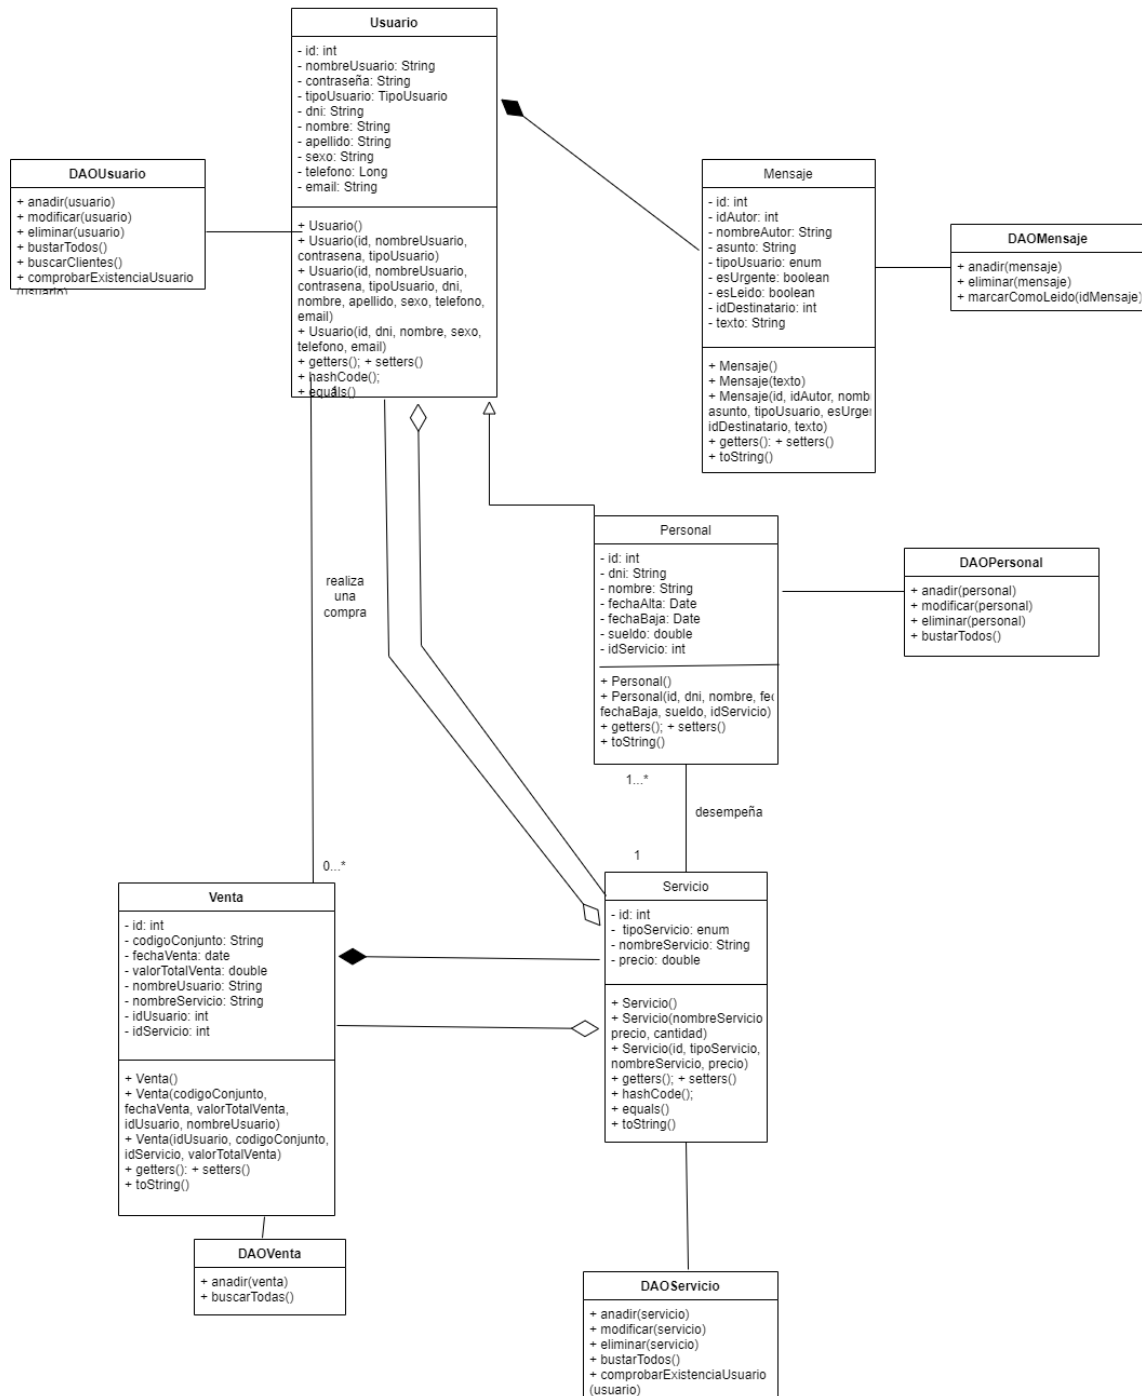 Usuario
- id: int
- nombreUsuario: String
- contraseña: String
- tipoUsuario: TipoUsuario
- dni: String
- nombre: String
- apellido: String
- sexo: String
- telefono: Long
- email: String
+ Usuario()
+ Usuario(id, nombreUsuario,
contrasena, tipoUsuario)
+ Usuario(id, nombreUsuario,
contrasena, tipoUsuario, dni,
nombre, apellido, sexo, telefono,
email)
+ Usuario(id, dni, nombre, sexo,
telefono, email)
+ getters(); + setters()
+ hashCode();
+ equals()
1
DAOUsuario
+ anadir(usuario)
+ modificar(usuario)
+ eliminar(usuario)
+ bustarTodos()
+ buscarClientes()
+ comprobarExistenciaUsuario
(usuario)
Mensaje
- id: int
- idAutor: int
- nombreAutor: String
- asunto: String
- tipoUsuario: enum
- esUrgente: boolean
- esLeido: boolean
- idDestinatario: int
- texto: String
+ Mensaje()
+ Mensaje(texto)
+ Mensaje(id, idAutor, nomb
asunto, tipoUsuario, esUrge
idDestinatario, texto)
+ getters(): + setters()
+ toString()
DAOMensaje
+ anadir(mensaje)
+ eliminar(mensaje)
+ marcarComoLeido(idMensaje)
Personal
- id: int
- dni: String
- nombre: String
- fechaAlta: Date
- fechaBaja: Date
- sueldo: double
- idServicio: int
+ Personal()
+ Personal(id, dni, nombre, fec
fechaBaja, sueldo, idServicio)
+ getters(); + setters()
+ toString()
DAOPersonal
+ anadir(personal)
+ modificar(personal)
+ eliminar(personal)
+ bustarTodos()
realiza
una
compra
1...*
desempeña
1
0...*
Venta
- id: int
- codigoConjunto: String
- fechaVenta: date
- valorTotalVenta: double
- nombreUsuario: String
- nombreServicio: String
- idUsuario: int
- idServicio: int
+ Venta()
+ Venta(codigoConjunto,
fechaVenta, valorTotalVenta,
idUsuario, nombreUsuario)
+ Venta(idUsuario, codigoConjunto,
idServicio, valorTotalVenta)
+ getters(): + setters()
+ toString()
Servicio
- id: int
- tipoServicio: enum
- nombreServicio: String
- precio: double
+ Servicio()
+ Servicio(nombreServicio
precio, cantidad)
+ Servicio(id, tipoServicio,
nombreServicio, precio)
+ getters(); + setters()
+ hashCode();
+ equals()
+ toString()
DAOVenta
+ anadir(venta)
+ buscarTodas()
DAOServicio
+ anadir(servicio)
+ modificar(servicio)
+ eliminar(servicio)
+ bustarTodos()
+ comprobarExistenciaUsuario
(usuario)